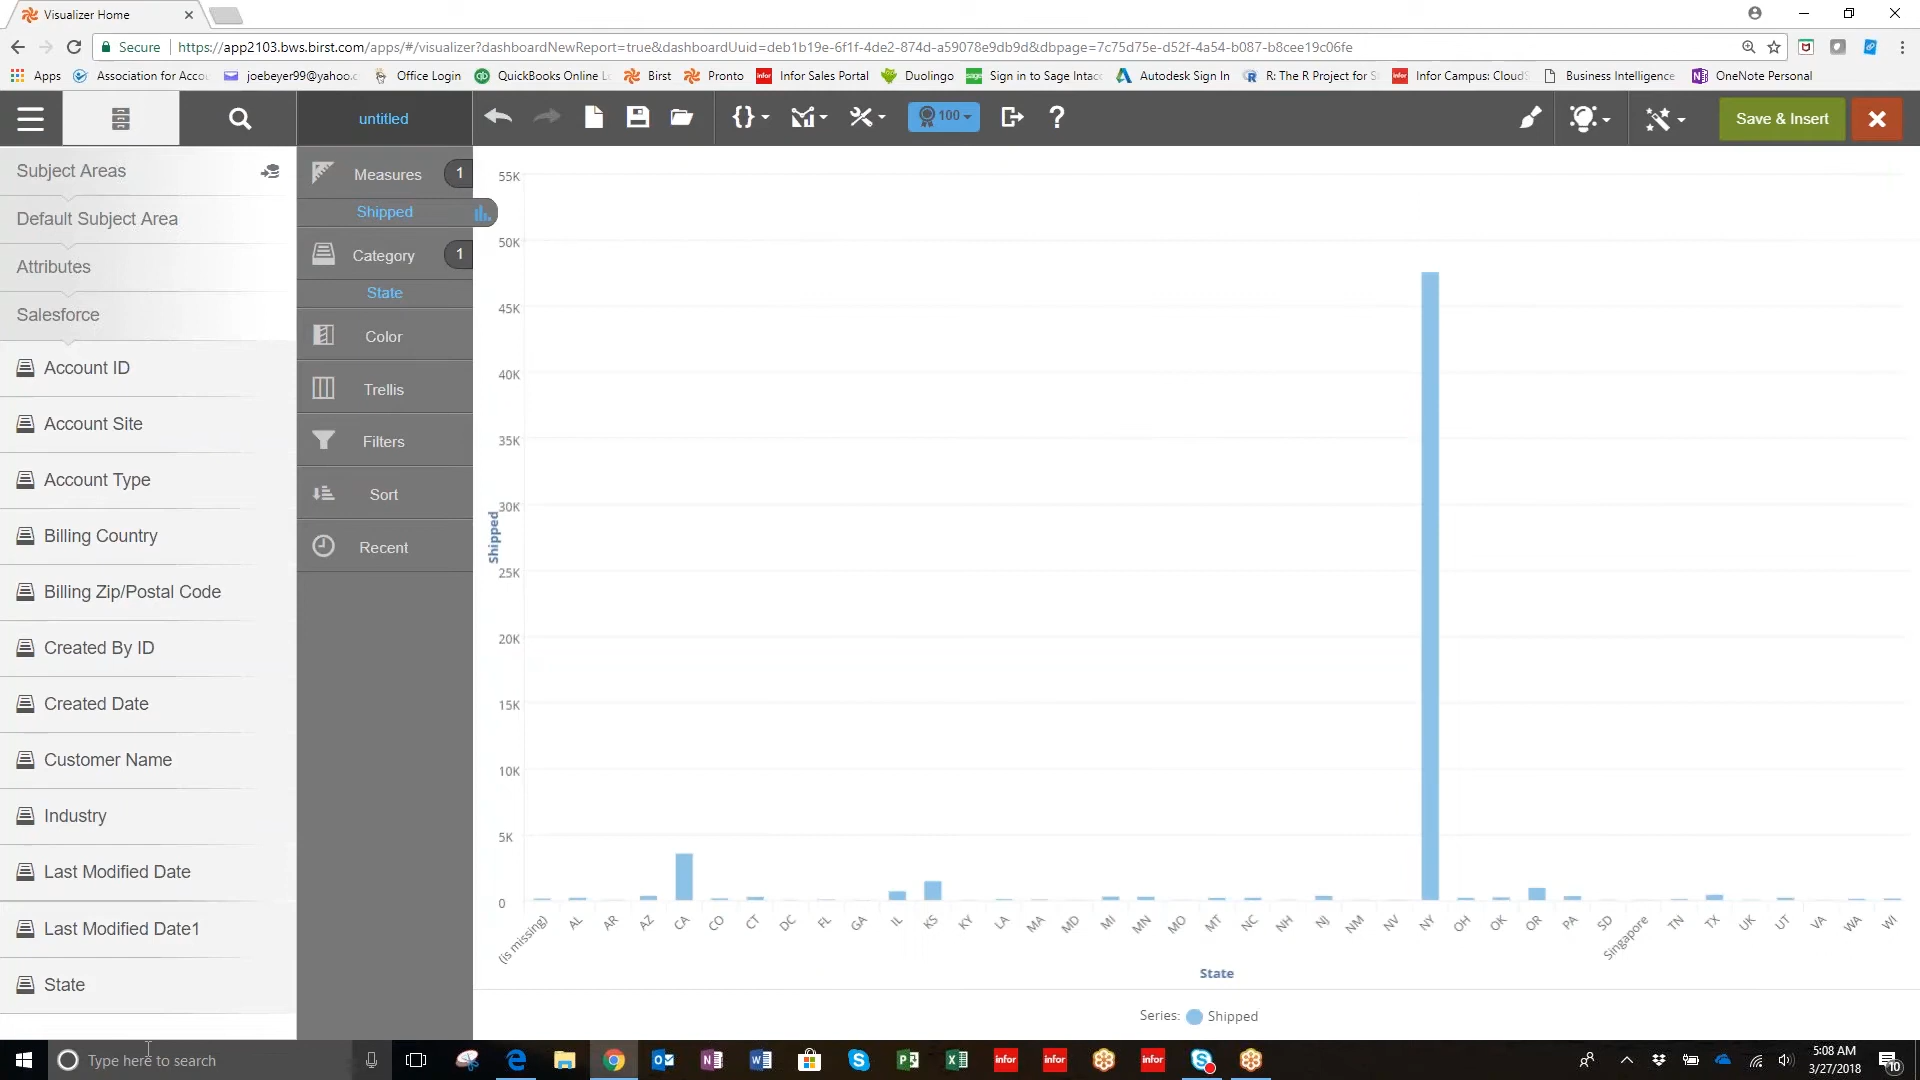 Visualizer Home
Secure https://app2103.bws.birst.com/apps/#/visualizer?dashboardNewReport=true&dashboardUuid=deb1b19e-6f1f-4de2-874d-a59078e9db9d&dbpage=7c75d75e-d52f-4a54-b087-b8cee19c06fe
Apps Association for Accou joebeyer99@yahoo.c Office Login QuickBooks Online Lo Birst Pronto Infor Sales Portal Duolingo Sign in to Sage Intacc Autodesk Sign In R: The R Project for S Infor Campus: CloudS Business Intelligence OneNote Personal
untitled {} 100 ? Save & Insert
Subject Areas
Default Subject Area
Attributes
Salesforce
Account ID
Account Site
Account Type
Billing Country
Billing Zip/Postal Code
Created By ID
Created Date
Customer Name
Industry
Last Modified Date
Last Modified Date1
State
Measures 1
Shipped
Category 1
State
Color
Trellis
Filters
Sort
Recent
55K
50K
45K
40K
35K
30K
25K
20K
15K
10K
5K
0
Shipped
(is missing) AL AR AZ CA CO CT DC FL GA IL KS KY LA MA MD MI MN MO MT NC NH NJ NM NV NY OH OK OR PA SD Singapore TN TX UK UT VA WA WI
State
Series: Shipped
Type here to search
infor infor infor
5:08 AM
3/27/2018
10